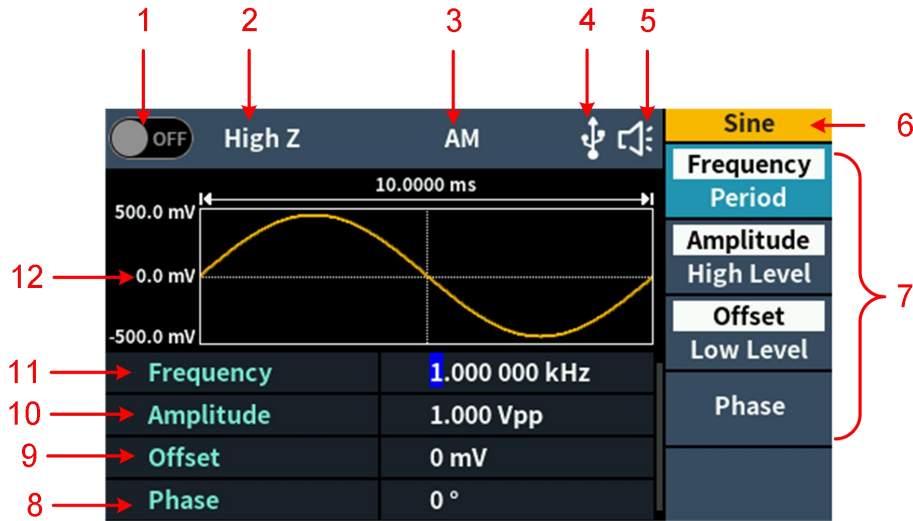 1 2 3 4 5
OFF High Z AM Sine 6
Frequency
Period
10.0000 ms
500.0 mV
Amplitude
High Level
12 0.0 mV
7
Offset
Low Level
-500.0 mV
11 Frequency 1.000 000 kHz
Phase
10 Amplitude 1.000 Vpp
9 Offset 0 mV
8 Phase 0 °